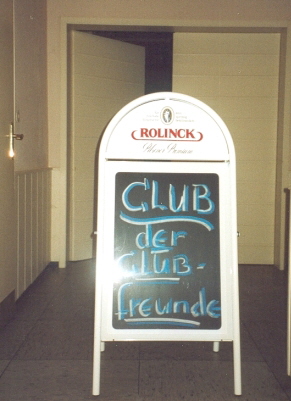 ROLINCK
CLUB
der
CLUB-
freunde